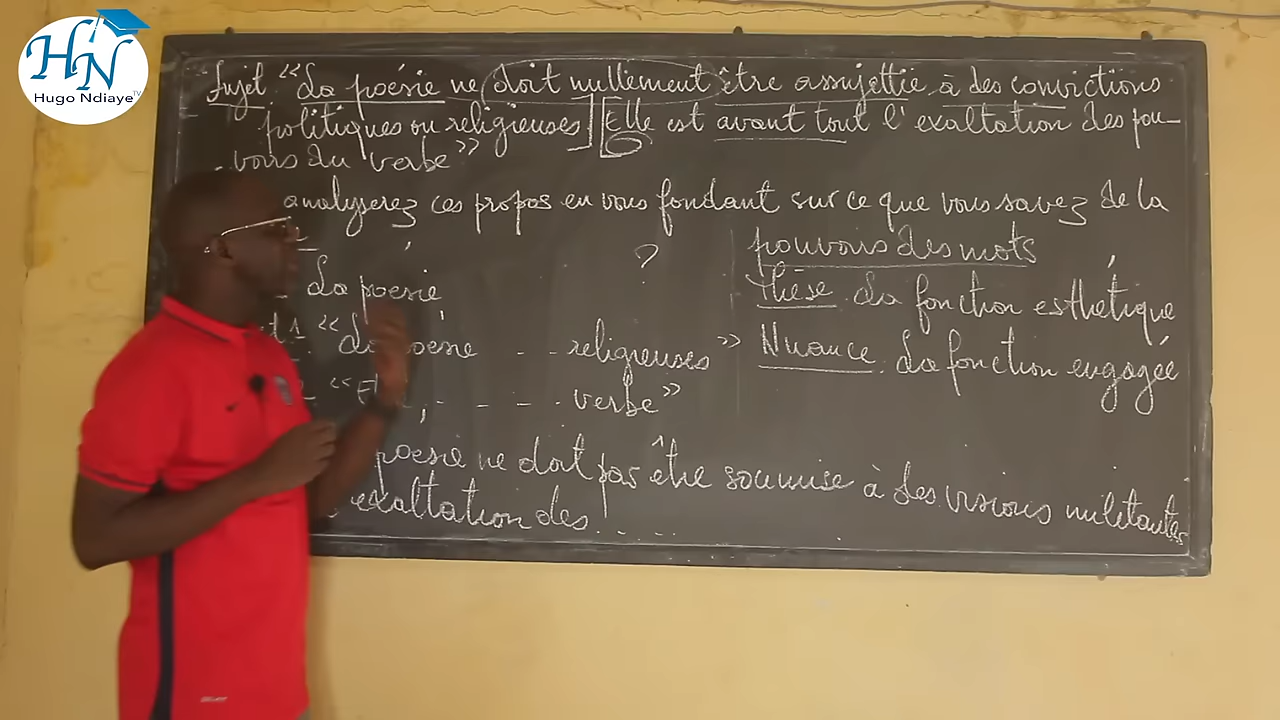 HN
Hugo Ndiaye TV
Sujet "La poésie ne doit nullement être assujettie à des convictions
politiques ou religieuses][Elle est avant tout l'exaltation des pou-
voirs du verbe"
analyserez ces propos en vous fondant sur ce que vous savez de la
?
pouvoirs des mots
La poésie
Thèse La fonction esthétique
"La poésie - - religieuses"
Nuance La fonction engagée
"El - - - - verbe"
poésie ne doit pas être soumise à des visions militantes
exaltation des . . . . .